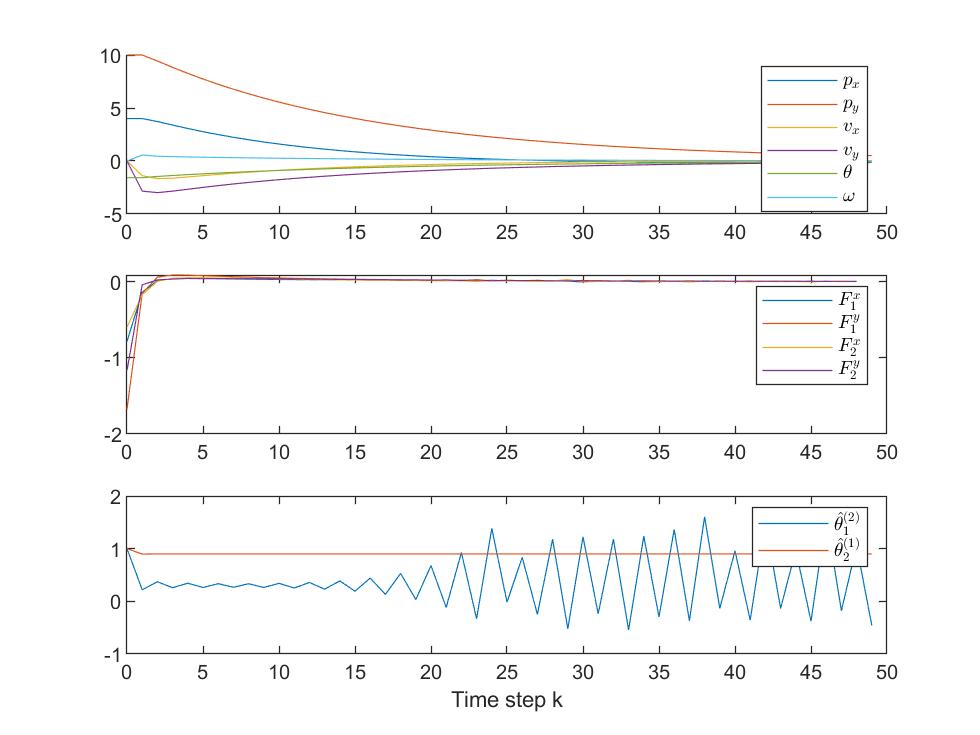 10
5
0
-5
0 5 10 15 20 25 30 35 40 45 50
p_x
p_y
v_x
v_y
θ
ω
0
-1
-2
0 5 10 15 20 25 30 35 40 45 50
F_1^x
F_1^y
F_2^x
F_2^y
2
1
0
-1
0 5 10 15 20 25 30 35 40 45 50
θ̂_1^(2)
θ̂_2^(1)
Time step k